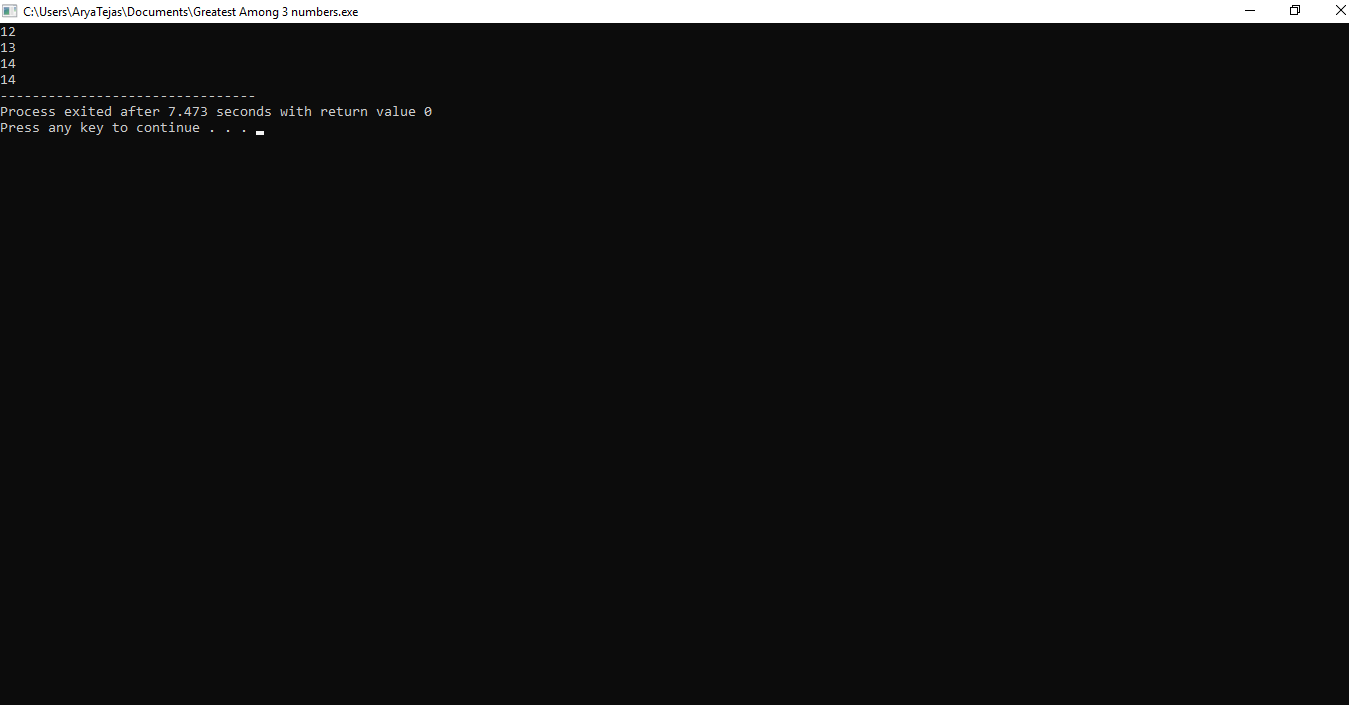 C:\Users\AryaTejas\Documents\Greatest Among 3 numbers.exe
12
13
14
14
--------------------------------
Process exited after 7.473 seconds with return value 0
Press any key to continue . . .